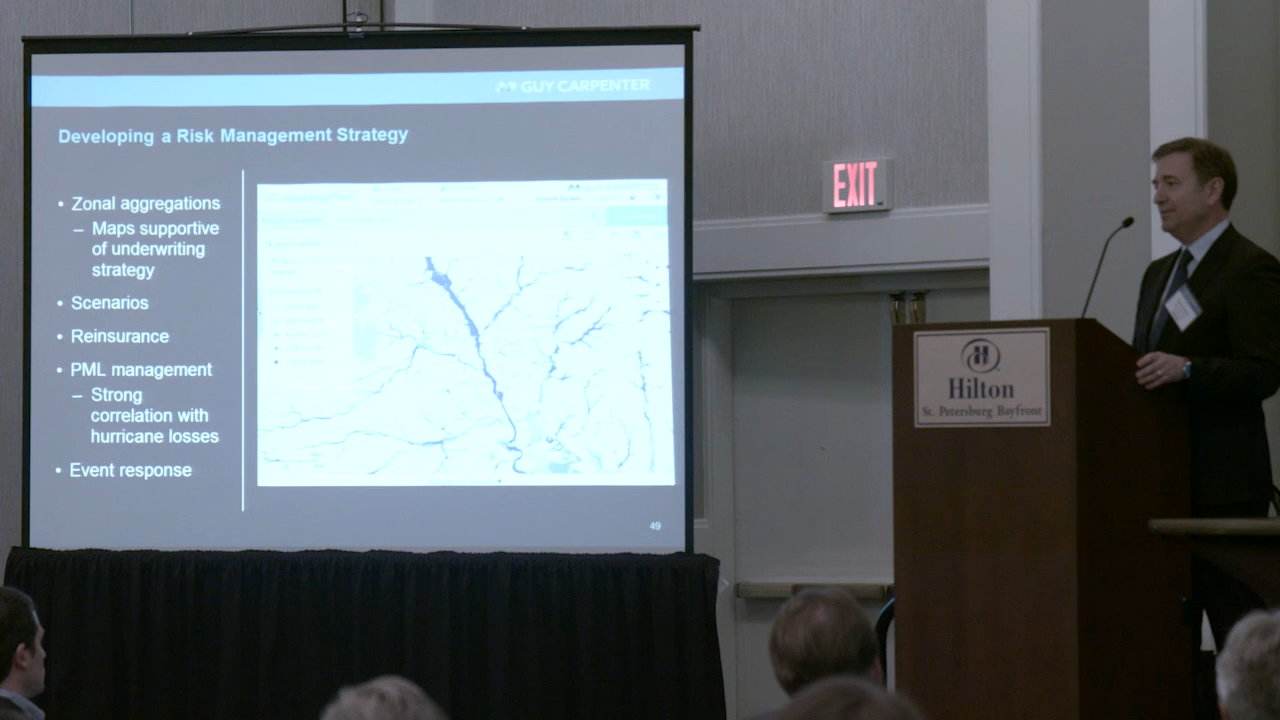 GUY CARPENTER
Developing a Risk Management Strategy
• Zonal aggregations
– Maps supportive
of underwriting
strategy
• Scenarios
• Reinsurance
• PML management
– Strong
correlation with
hurricane losses
• Event response
49
EXIT
H
Hilton
St. Petersburg Bayfront